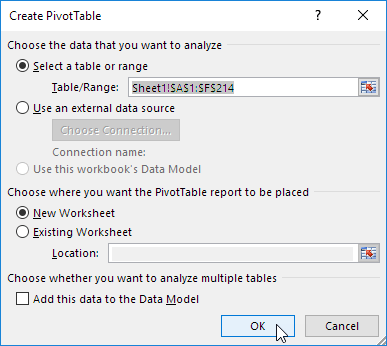 Create PivotTable
?
Choose the data that you want to analyze
Select a table or range
Table/Range: Sheet1!$A$1:$F$214
Use an external data source
Choose Connection...
Connection name:
Use this workbook's Data Model
Choose where you want the PivotTable report to be placed
New Worksheet
Existing Worksheet
Location:
Choose whether you want to analyze multiple tables
Add this data to the Data Model
OK Cancel